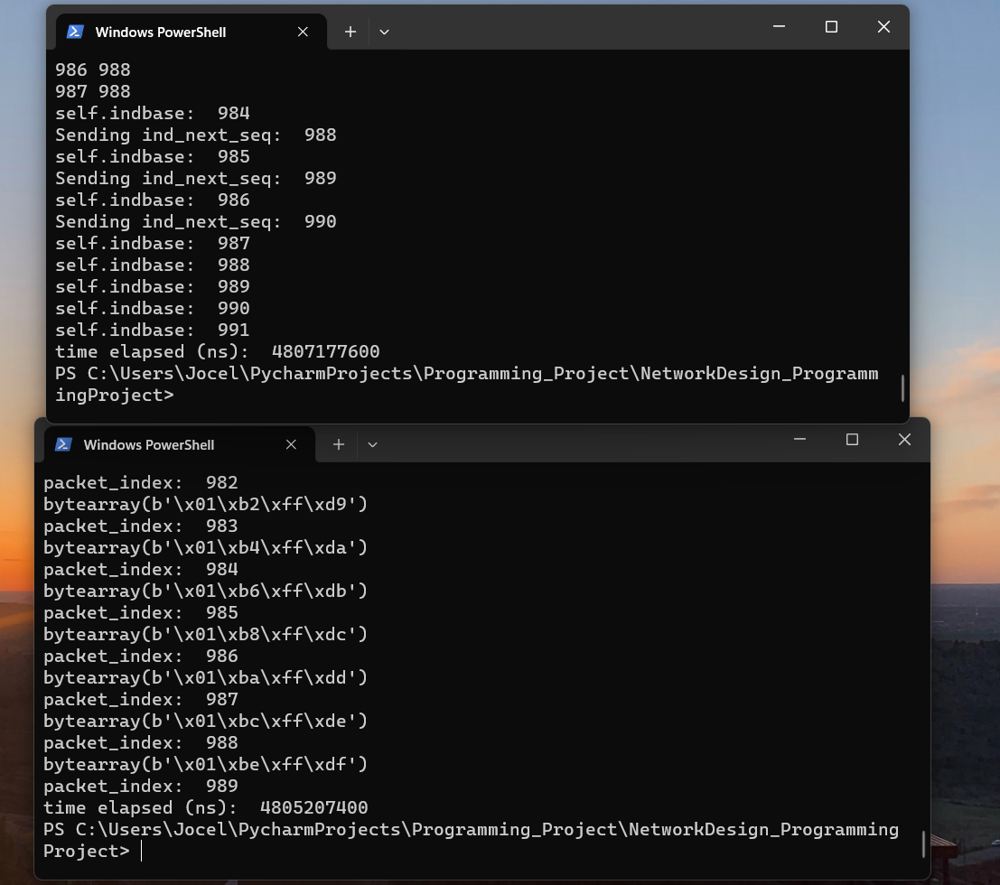 Windows PowerShell
986 988
987 988
self.indbase:  984
Sending ind_next_seq:  988
self.indbase:  985
Sending ind_next_seq:  989
self.indbase:  986
Sending ind_next_seq:  990
self.indbase:  987
self.indbase:  988
self.indbase:  989
self.indbase:  990
self.indbase:  991
time elapsed (ns):  4807177600
PS C:\Users\Jocel\PycharmProjects\Programming_Project\NetworkDesign_Programm
ingProject>
Windows PowerShell
packet_index:  982
bytearray(b'\x01\xb2\xff\xd9')
packet_index:  983
bytearray(b'\x01\xb4\xff\xda')
packet_index:  984
bytearray(b'\x01\xb6\xff\xdb')
packet_index:  985
bytearray(b'\x01\xb8\xff\xdc')
packet_index:  986
bytearray(b'\x01\xba\xff\xdd')
packet_index:  987
bytearray(b'\x01\xbc\xff\xde')
packet_index:  988
bytearray(b'\x01\xbe\xff\xdf')
packet_index:  989
time elapsed (ns):  4805207400
PS C:\Users\Jocel\PycharmProjects\Programming_Project\NetworkDesign_Programming
Project>